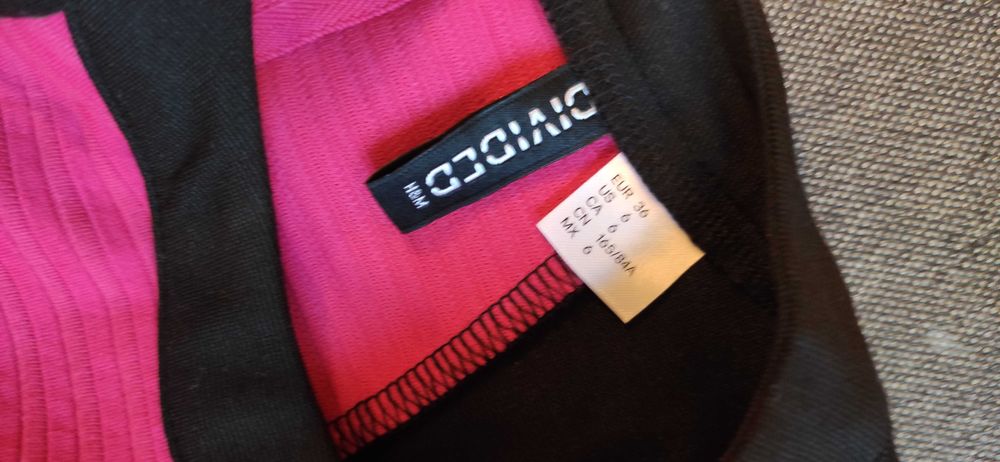 DIVIDED
H&M
EUR 36
US 6
CA 6
CN 165/84A
MX 6